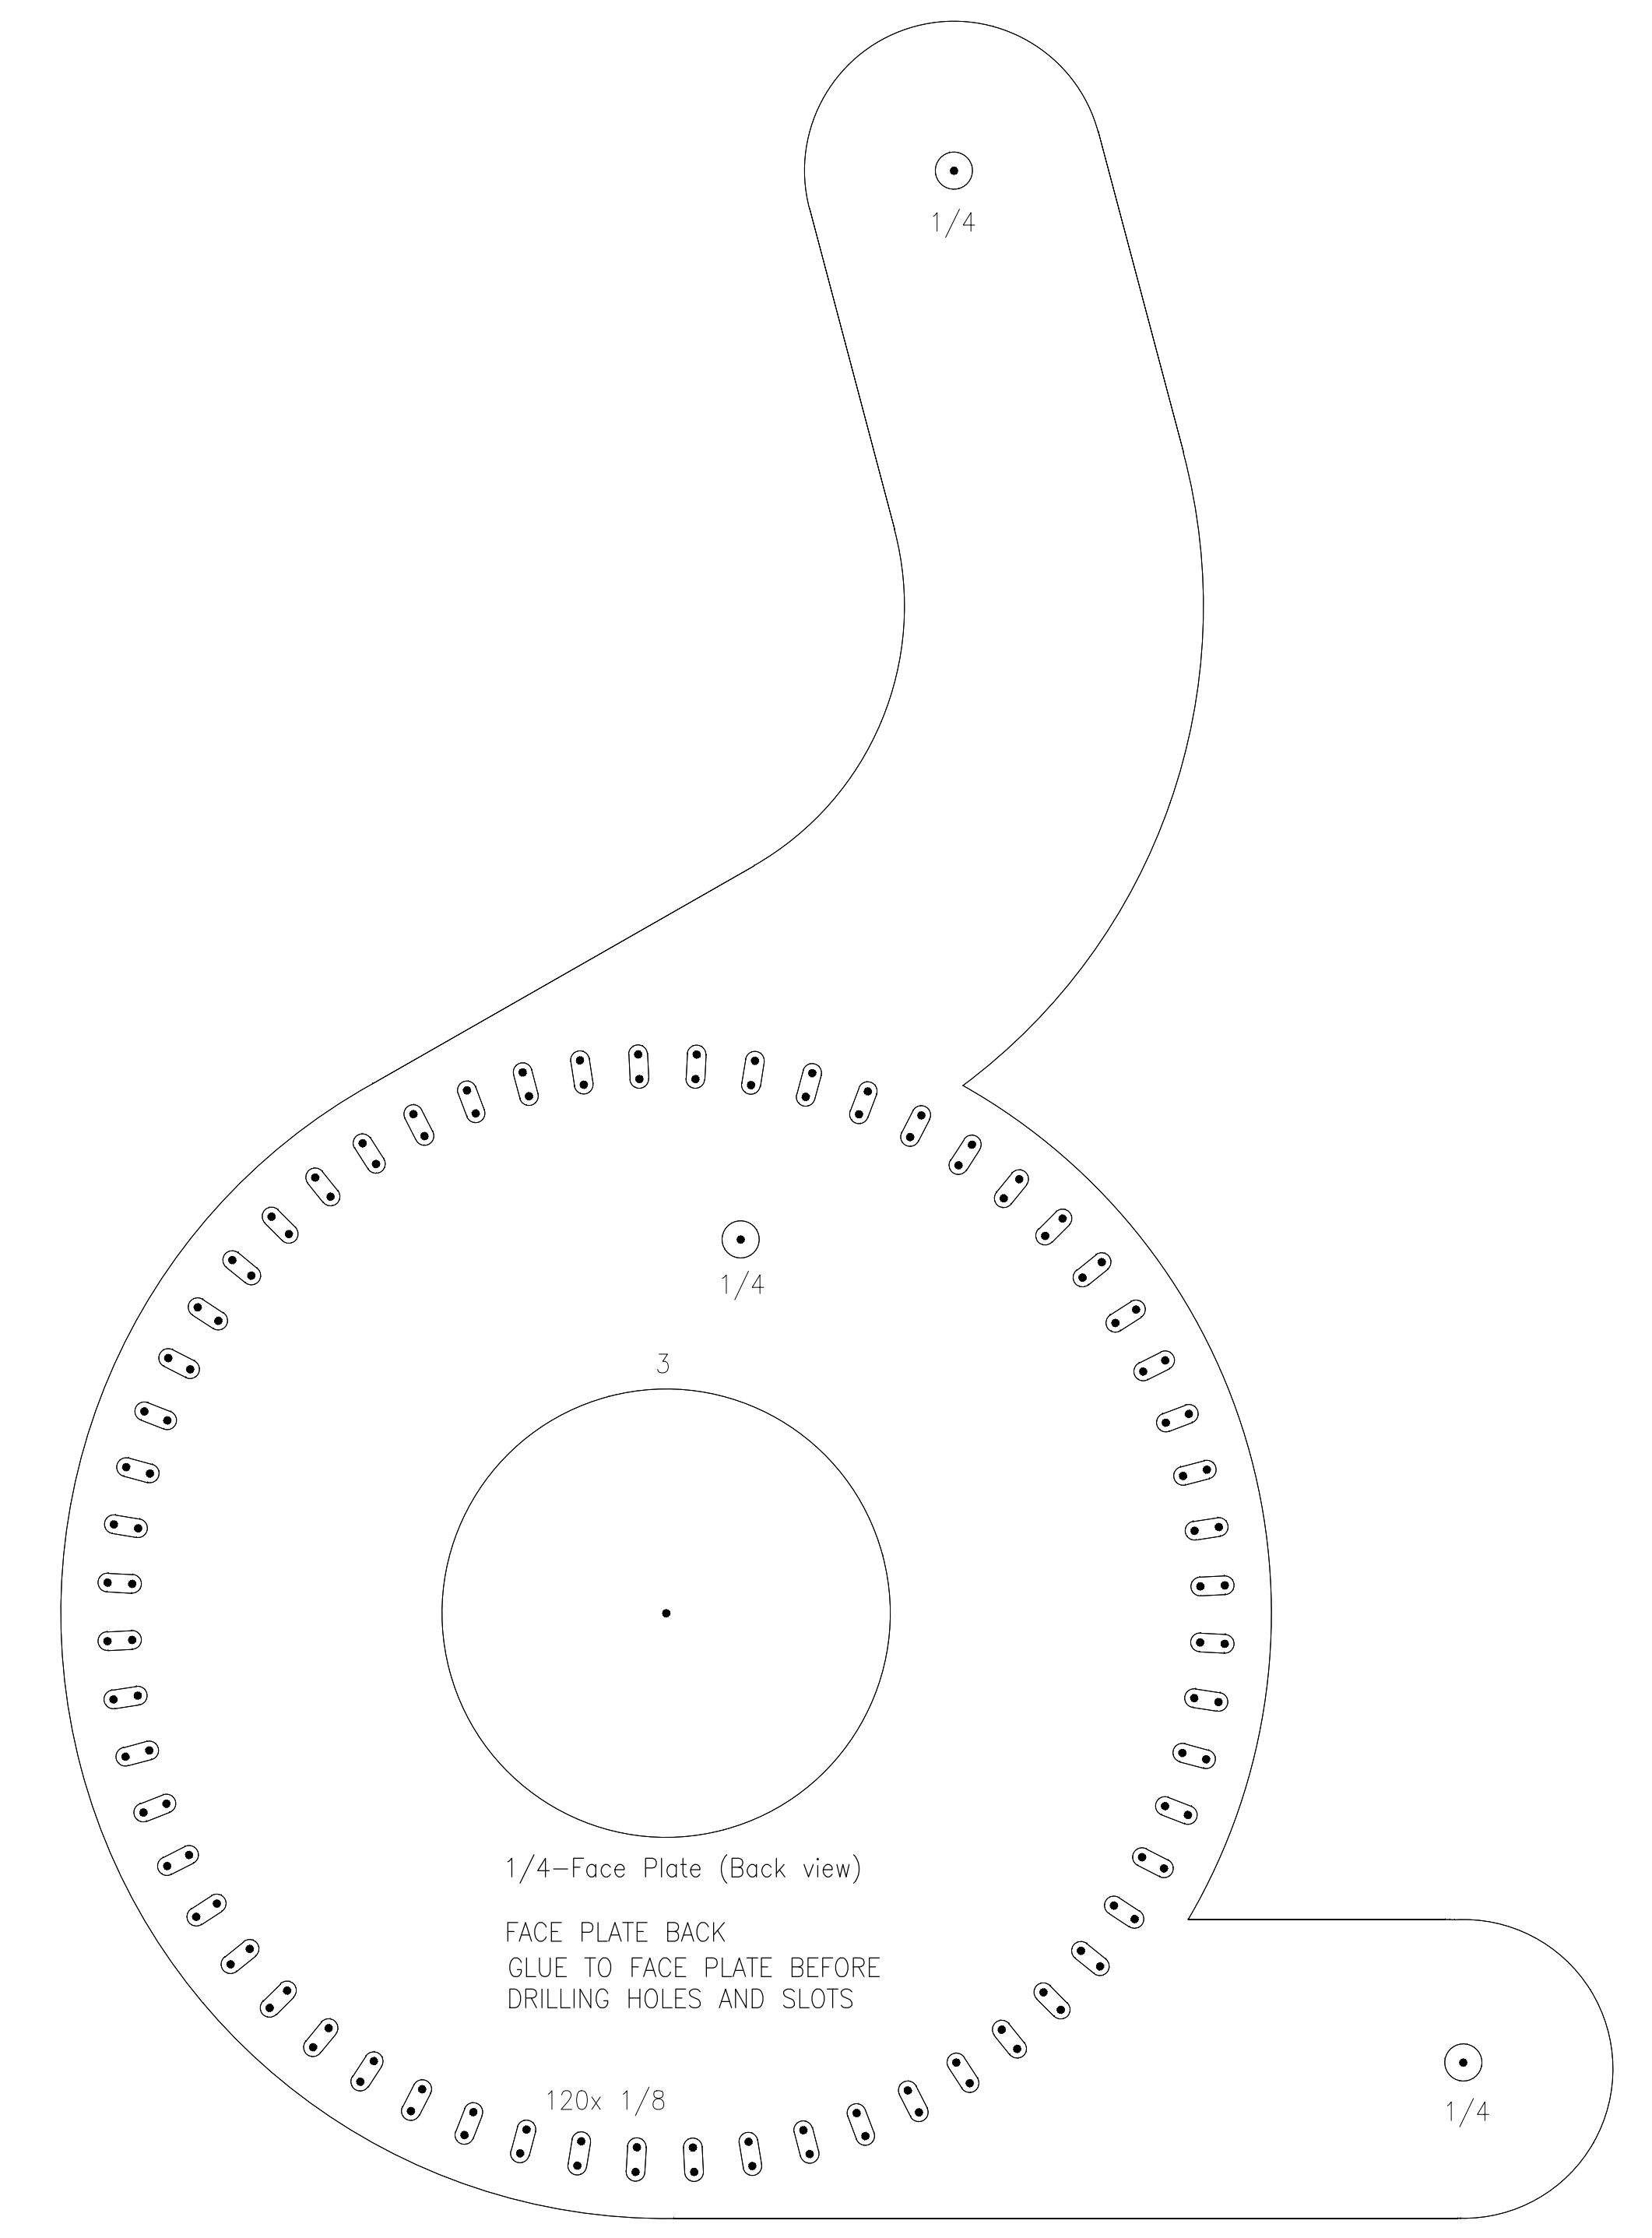 1/4
1/4
3
1/4-Face Plate (Back view)
FACE PLATE BACK
GLUE TO FACE PLATE BEFORE
DRILLING HOLES AND SLOTS
120x 1/8
1/4